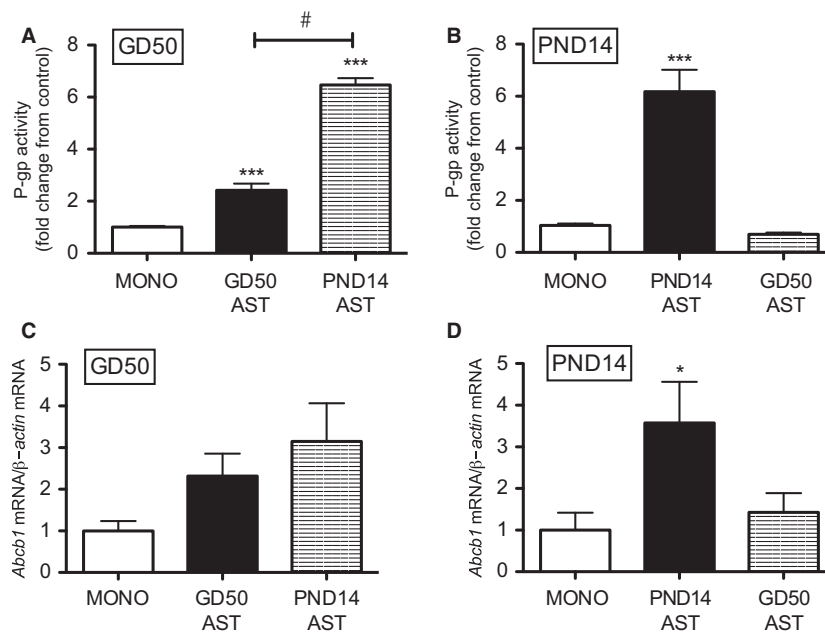 A
GD50
#
***
***
P-gp activity
(fold change from control)
8
6
4
2
0
MONO
GD50
AST
PND14
AST
B
PND14
***
P-gp activity
(fold change from control)
8
6
4
2
0
MONO
PND14
AST
GD50
AST
C
GD50
Abcb1 mRNA/β−actin mRNA
5
4
3
2
1
0
MONO
GD50
AST
PND14
AST
D
PND14
*
Abcb1 mRNA/β−actin mRNA
5
4
3
2
1
0
MONO
PND14
AST
GD50
AST